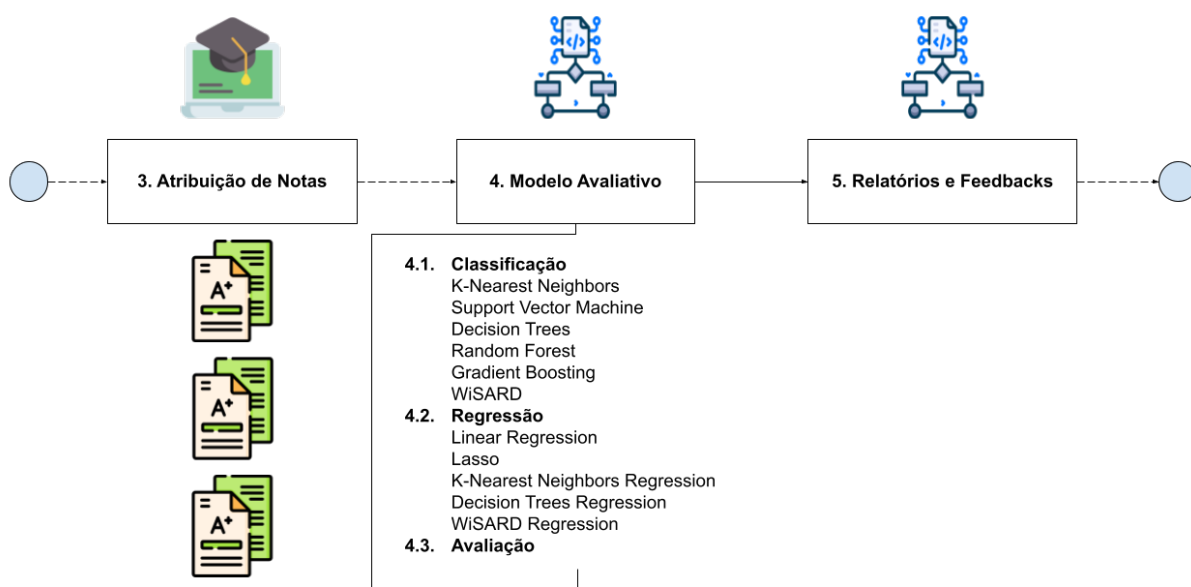 3. Atribuição de Notas
4. Modelo Avaliativo
5. Relatórios e Feedbacks
4.1. Classificação
K-Nearest Neighbors
Support Vector Machine
Decision Trees
Random Forest
Gradient Boosting
WiSARD
4.2. Regressão
Linear Regression
Lasso
K-Nearest Neighbors Regression
Decision Trees Regression
WiSARD Regression
4.3. Avaliação
A+
A+
A+